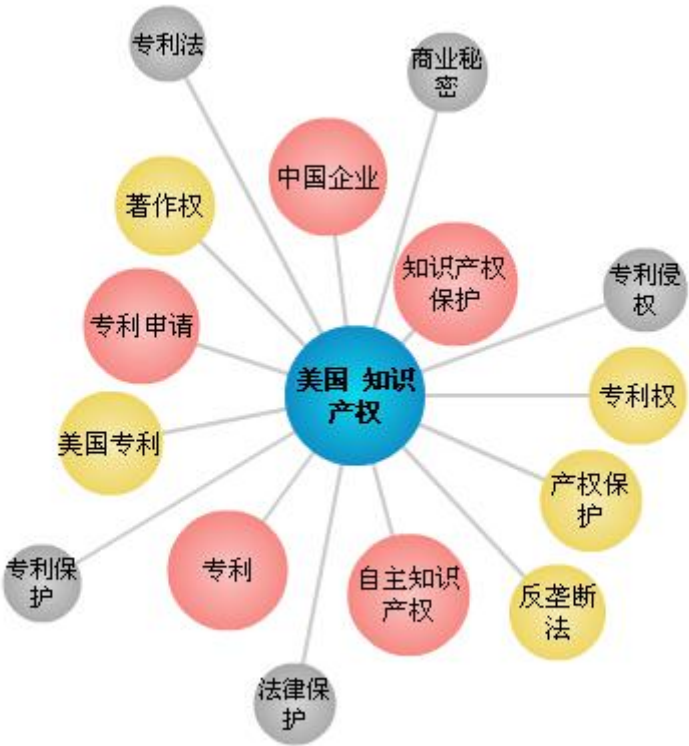 专利法
商业秘
密
中国企业
著作权
知识产权
保护
专利侵
权
专利申请
美国 知识
产权
专利权
美国专利
产权保
护
专利保
护
专利
自主知识
产权
反垄断
法
法律保
护